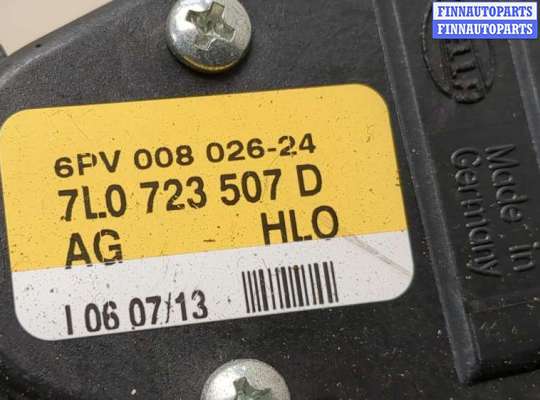 FINNAUTOPARTS
FINNAUTOPARTS
6PV 008 026-24
7L0 723 507 D
AG HLO
I 06 07/13
Made in
Germany